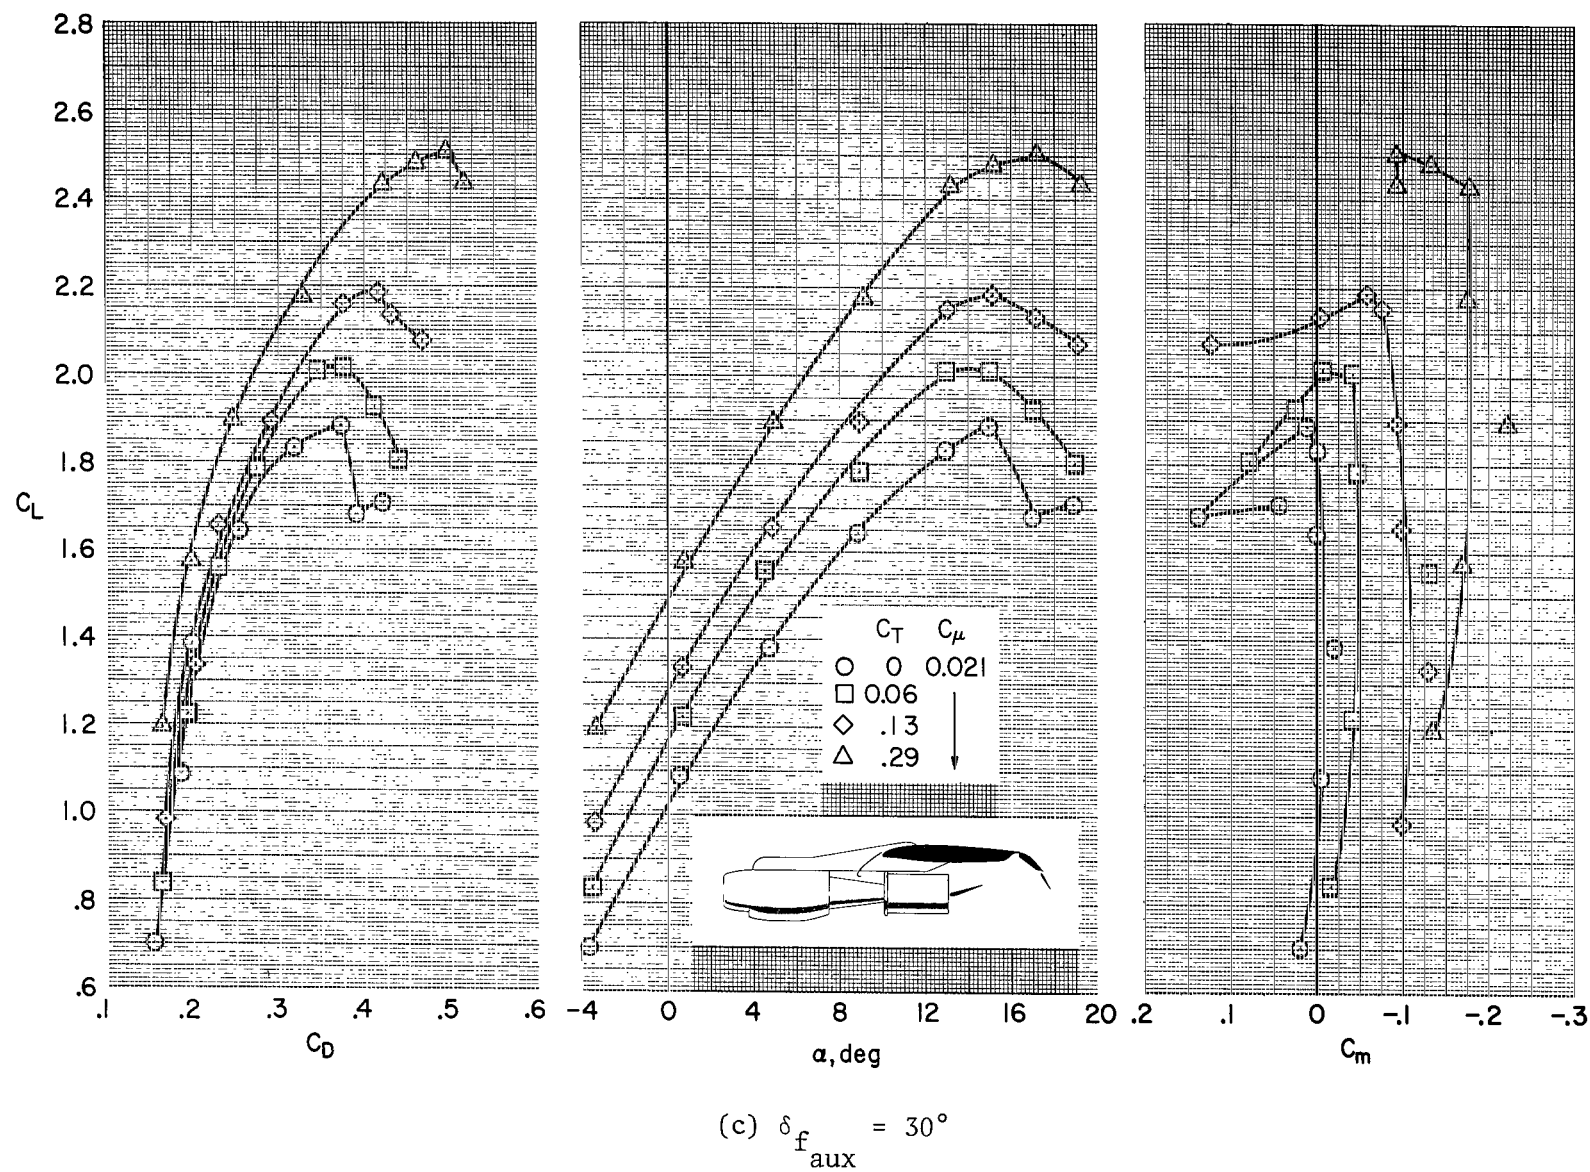 2.8
2.6
2.4
2.2
2.0
1.8
1.6
1.4
1.2
1.0
.8
.6
C_L
.1 .2 .3 .4 .5 .6
C_D
-4 0 4 8 12 16 20
α, deg
.2 .1 0 -.1 -.2 -.3
C_m
C_T C_μ
○ 0 0.021
□ 0.06
◇ .13
△ .29
(c) δ_f_aux = 30°